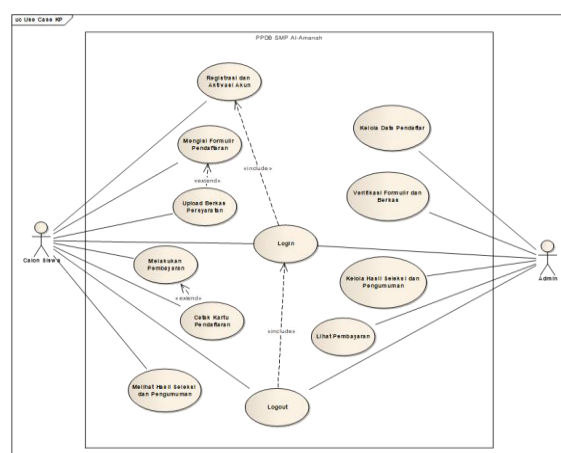 uc Use Case KP
PPDB SMP Al-Amanah
Registrasi dan
Aktivasi Akun
Mengisi Formulir
Pendaftaran
«extend»
Upload Berkas
Persyaratan
«include»
Kelola Data Pendaftar
Verifikasi Formulir dan
Berkas
Login
Calon Siswa
Admin
Melakukan
Pembayaran
«extend»
Cetak Kartu
Pendaftaran
Kelola Hasil Seleksi dan
Pengumuman
«include»
Lihat Pembayaran
Melihat Hasil Seleksi
dan Pengumuman
Logout